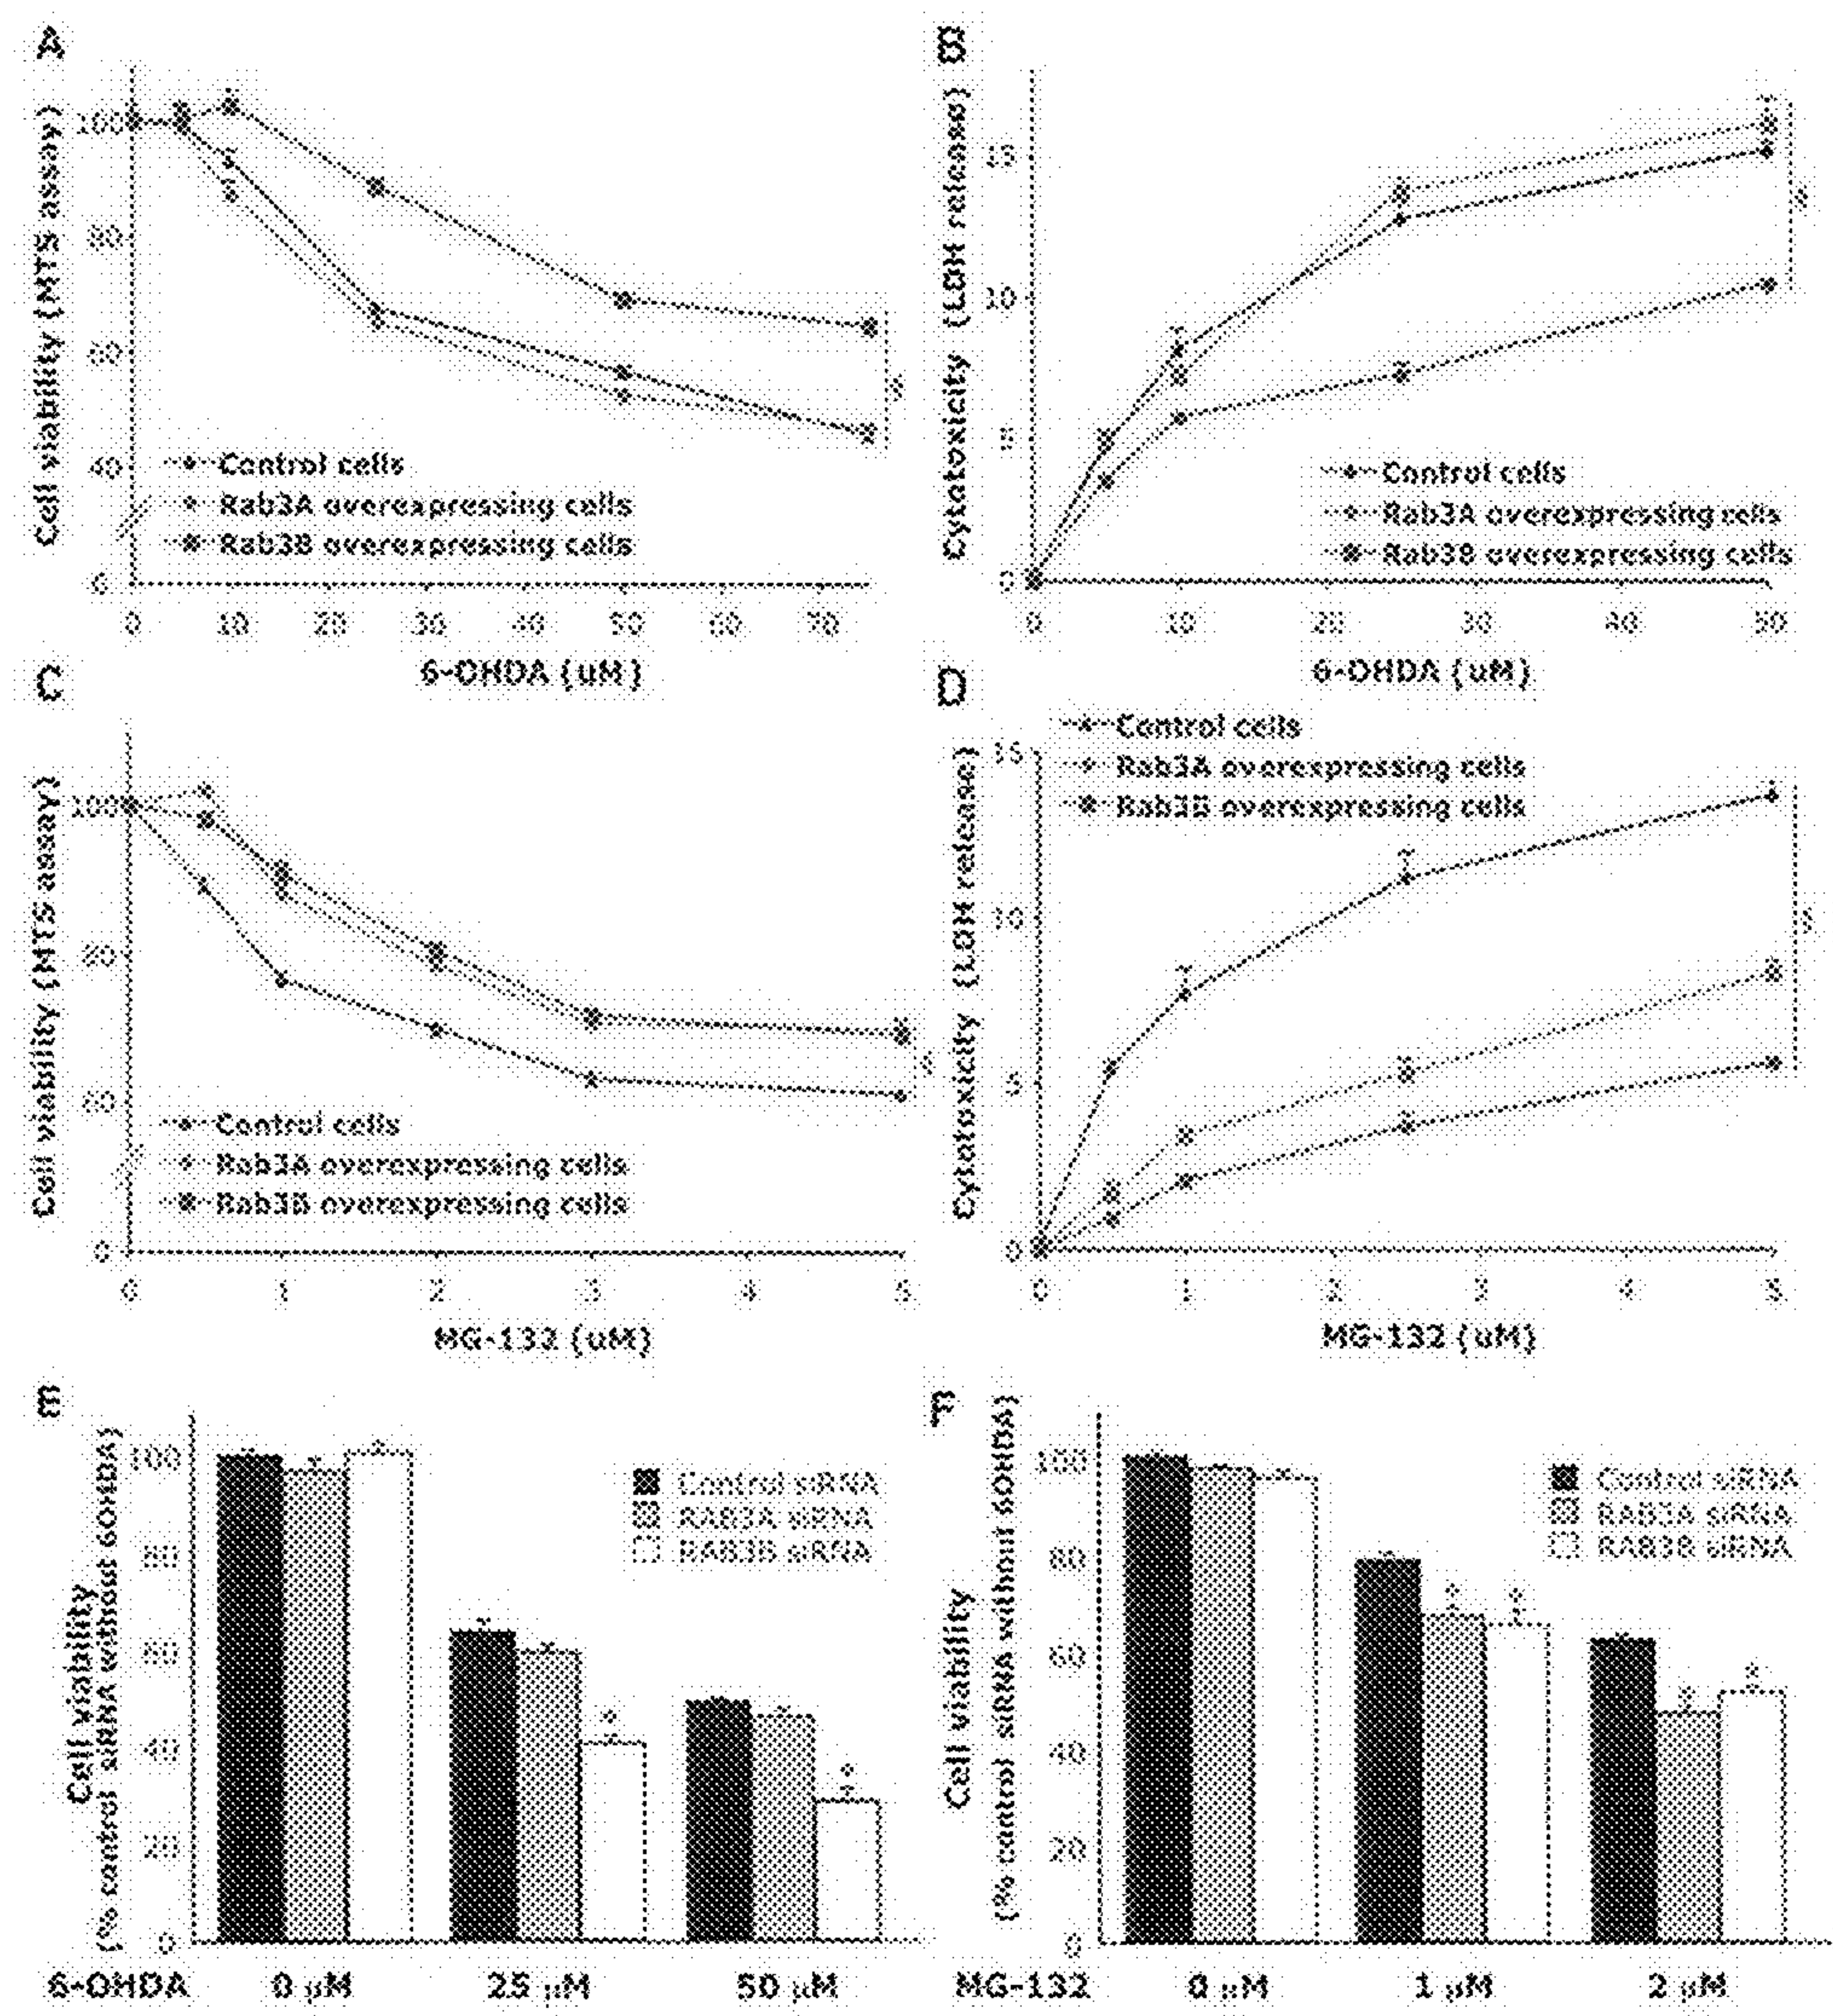 A
Cell viability (MTS assay)
100
80
60
40
0
Control cells
Rab3A overexpressing cells
Rab3B overexpressing cells
0 10 20 30 40 50 60 70
6-OHDA (uM)
B
Cytotoxicity (LDH release)
15
10
5
0
Control cells
Rab3A overexpressing cells
Rab3B overexpressing cells
0 10 20 30 40 50
6-OHDA (uM)
C
Cell viability (MTS assay)
100
0
Control cells
Rab3A overexpressing cells
Rab3B overexpressing cells
0 1 2 3 4 5
MG-132 (uM)
D
Control cells
Rab3A overexpressing cells
Rab3B overexpressing cells
Cytotoxicity (LDH release)
15
10
5
0
0 1 2 3 4 5
MG-132 (uM)
E
Cell viability
(% control siRNA without 6OHDA)
100
80
60
40
20
0
Control siRNA
RAB3A siRNA
RAB3B siRNA
6-OHDA 0 µM 25 µM 50 µM
F
Cell viability
(% control siRNA without 6OHDA)
100
80
60
40
20
0
Control siRNA
RAB3A siRNA
RAB3B siRNA
MG-132 0 µM 1 µM 2 µM